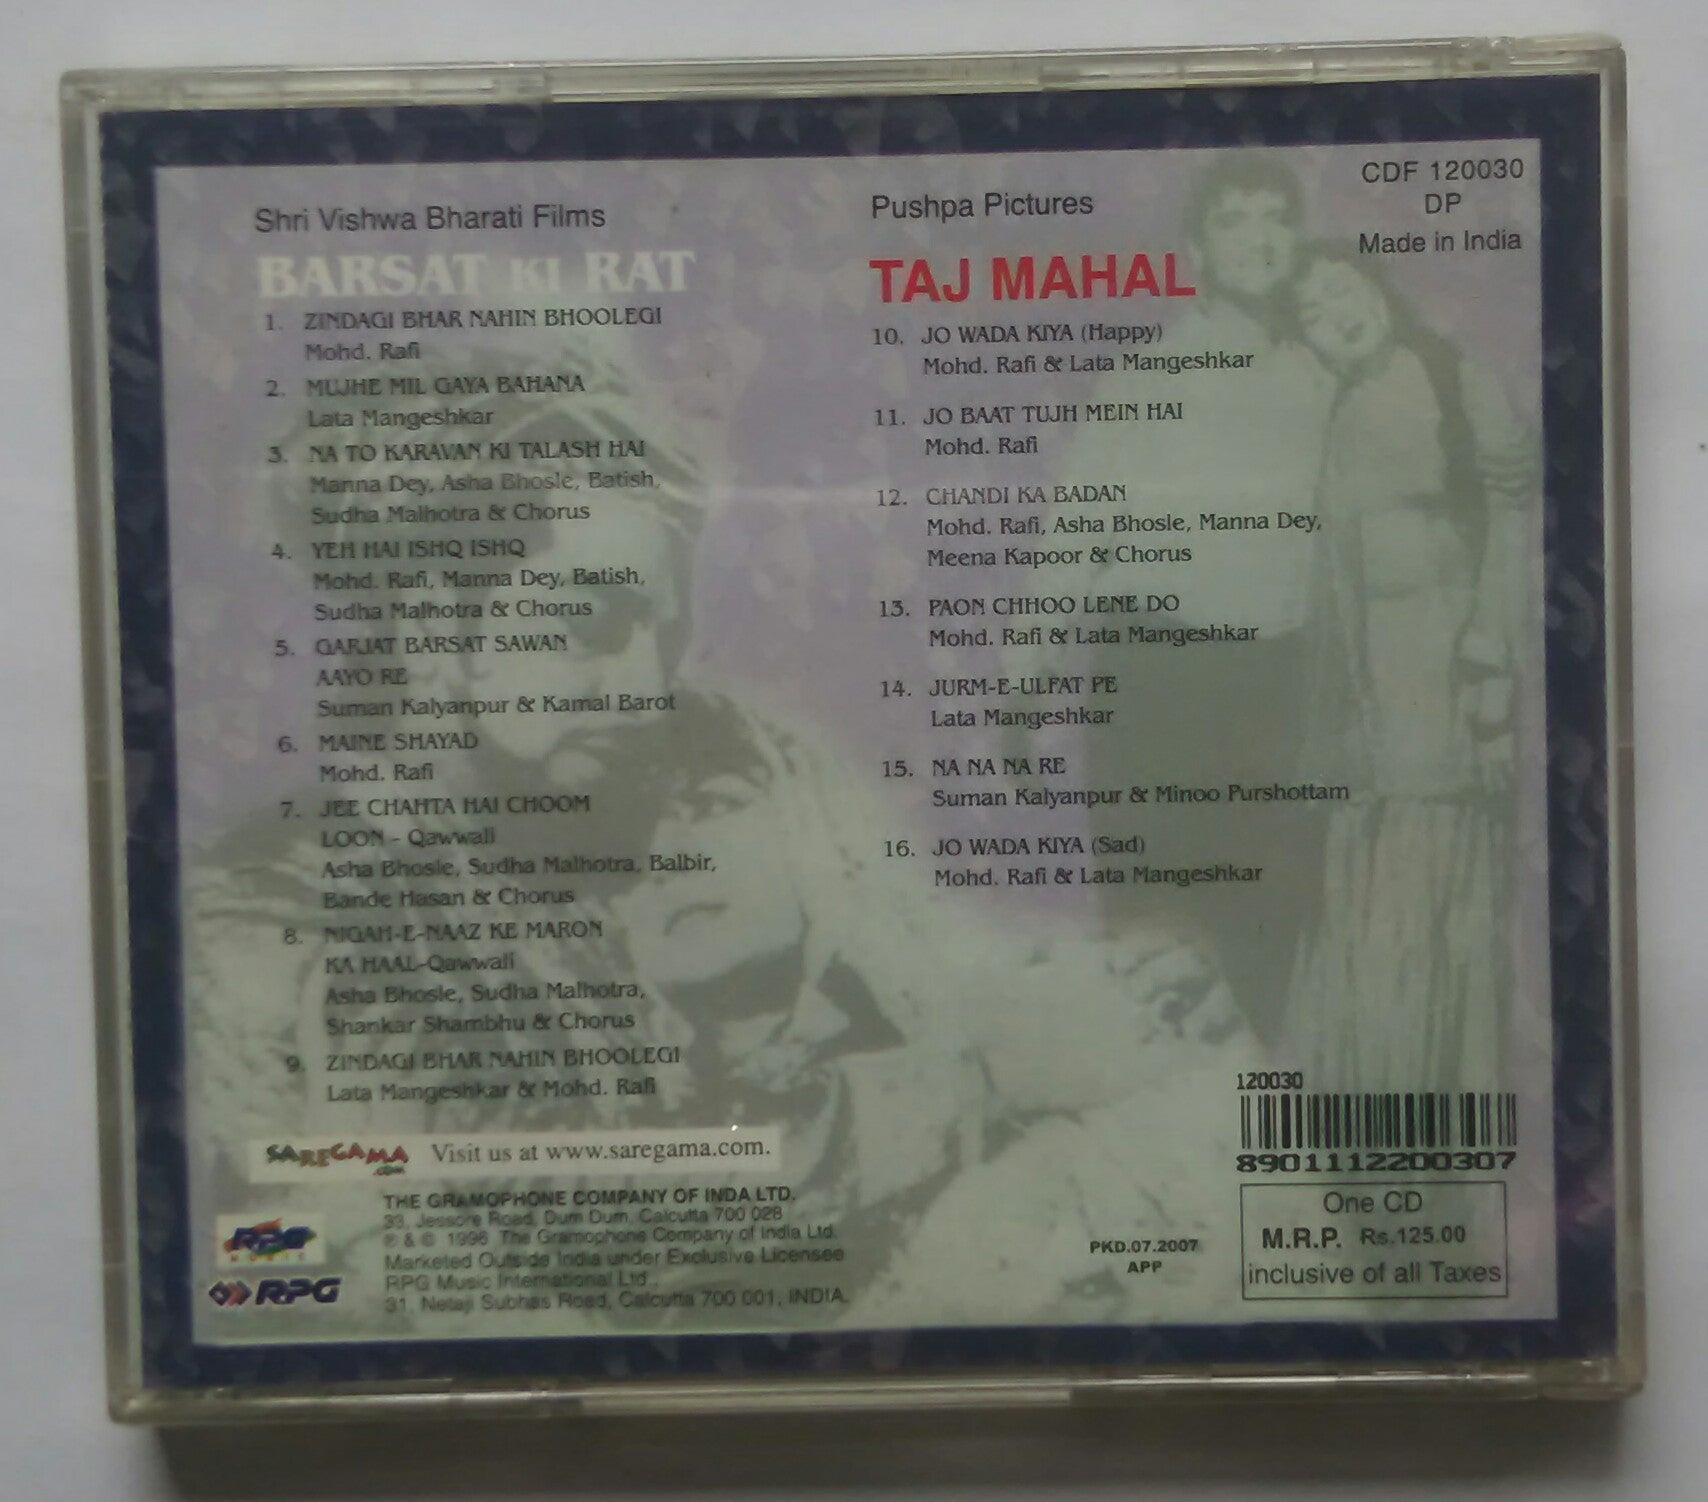 Shri Vishwa Bharati Films
BARSAT KI RAT
1. ZINDAGI BHAR NAHIN BHOOLEGI
Mohd. Rafi
2. MUJHE MIL GAYA BAHANA
Lata Mangeshkar
3. NA TO KARAVAN KI TALASH HAI
Manna Dey, Asha Bhosle, Batish,
Sudha Malhotra & Chorus
4. YEH HAI ISHQ ISHQ
Mohd. Rafi, Manna Dey, Batish,
Sudha Malhotra & Chorus
5. GARJAT BARSAT SAWAN
AAYO RE
Suman Kalyanpur & Kamal Barot
6. MAINE SHAYAD
Mohd. Rafi
7. JEE CHAHTA HAI CHOOM
LOON - Qawwali
Asha Bhosle, Sudha Malhotra, Balbir,
Bande Hasan & Chorus
8. NIGAH-E-NAAZ KE MARON
KA HAAL-Qawwali
Asha Bhosle, Sudha Malhotra,
Shankar Shambhu & Chorus
9. ZINDAGI BHAR NAHIN BHOOLEGI
Lata Mangeshkar & Mohd. Rafi
Pushpa Pictures
TAJ MAHAL
10. JO WADA KIYA (Happy)
Mohd. Rafi & Lata Mangeshkar
11. JO BAAT TUJH MEIN HAI
Mohd. Rafi
12. CHANDI KA BADAN
Mohd. Rafi, Asha Bhosle, Manna Dey,
Meena Kapoor & Chorus
13. PAON CHHOO LENE DO
Mohd. Rafi & Lata Mangeshkar
14. JURM-E-ULFAT PE
Lata Mangeshkar
15. NA NA NA RE
Suman Kalyanpur & Minoo Purshottam
16. JO WADA KIYA (Sad)
Mohd. Rafi & Lata Mangeshkar
CDF 120030
DP
Made in India
SAREGAMA.com Visit us at www.saregama.com.
THE GRAMOPHONE COMPANY OF INDA LTD.
33, Jessore Road, Dum Dum, Calcutta 700 028
℗ & © 1996 The Gramophone Company of India Ltd.
Marketed Outside India under Exclusive Licensee
RPG Music International Ltd.,
31, Netaji Subhas Road, Calcutta 700 001, INDIA.
RPG
MUSIC
RPG
PKD.07.2007
APP
120030
8901112200307
One CD
M.R.P. Rs.125.00
inclusive of all Taxes